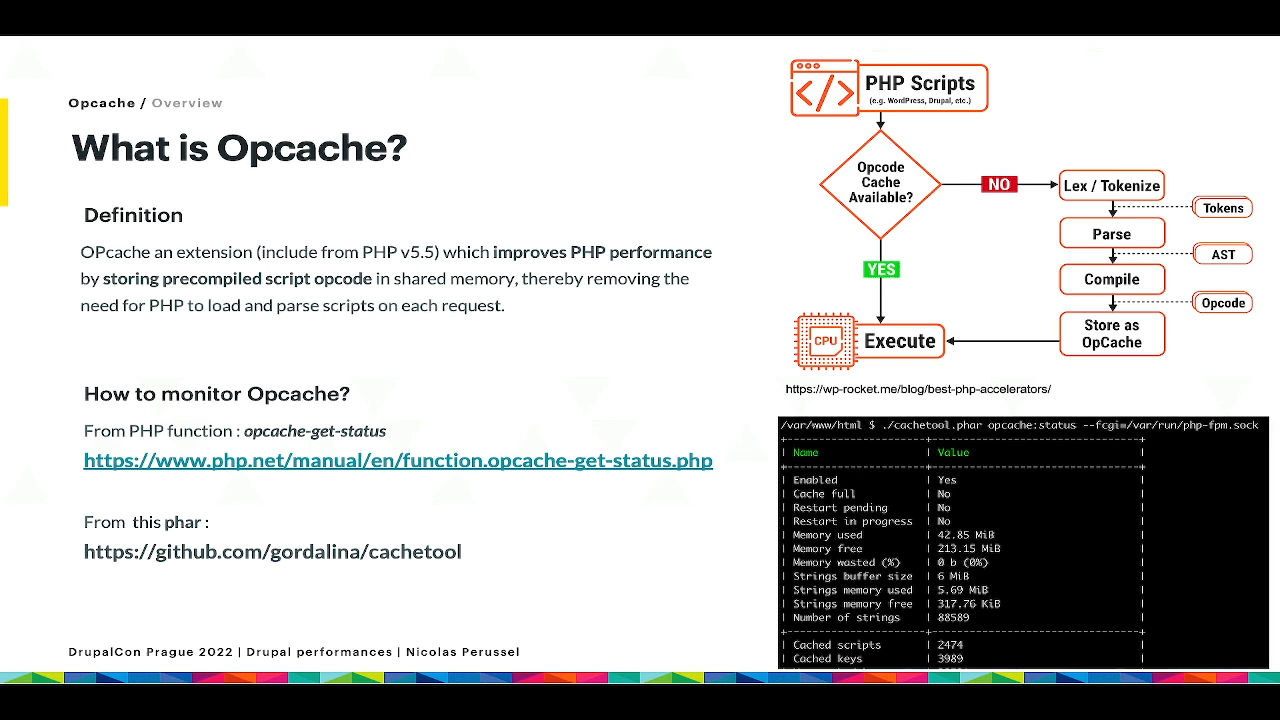 Opcache / Overview
What is Opcache?
Definition
OPcache an extension (include from PHP v5.5) which improves PHP performance
by storing precompiled script opcode in shared memory, thereby removing the
need for PHP to load and parse scripts on each request.
How to monitor Opcache?
From PHP function : opcache-get-status
https://www.php.net/manual/en/function.opcache-get-status.php
From this phar :
https://github.com/gordalina/cachetool
DrupalCon Prague 2022 | Drupal performances | Nicolas Perussel
PHP Scripts
(e.g. WordPress, Drupal, etc.)
Opcode
Cache
Available?
NO
YES
Lex / Tokenize
Tokens
Parse
AST
Compile
Opcode
Store as
OpCache
CPU
Execute
https://wp-rocket.me/blog/best-php-accelerators/
/var/www/html $ ./cachetool.phar opcache:status --fcgi=/var/run/php-fpm.sock
| Name | Value |
| Enabled | Yes |
| Cache full | No |
| Restart pending | No |
| Restart in progress | No |
| Memory used | 42.85 MiB |
| Memory free | 213.15 MiB |
| Memory wasted (%) | 0 b (0%) |
| Strings buffer size | 6 MiB |
| Strings memory used | 5.69 MiB |
| Strings memory free | 317.76 KiB |
| Number of strings | 88589 |
| Cached scripts | 2474 |
| Cached keys | 3989 |